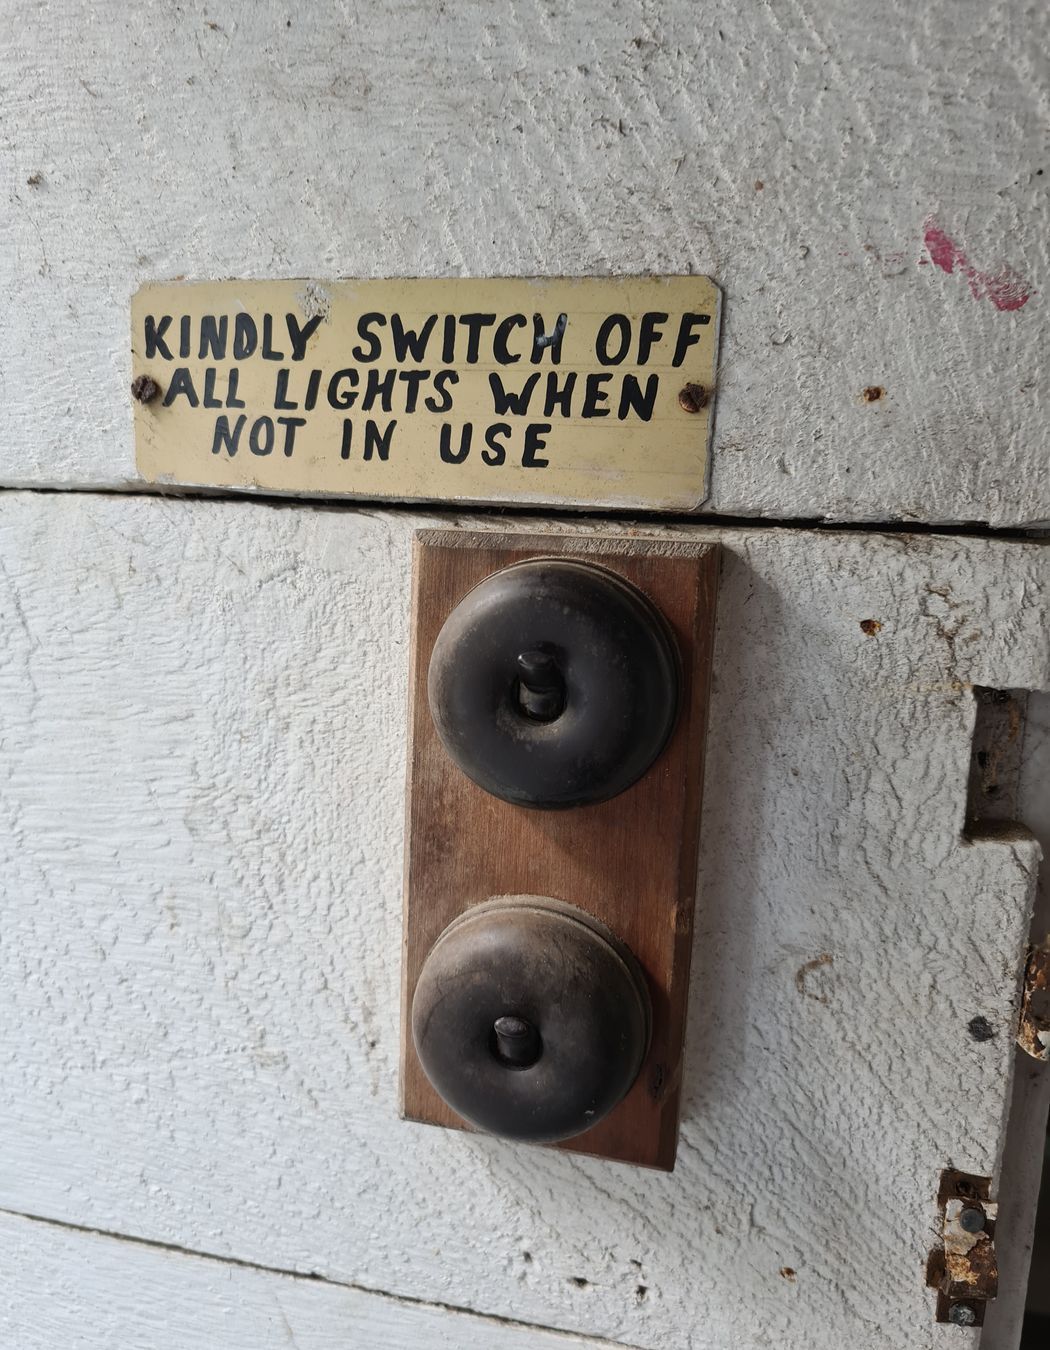 KINDLY SWITCH OFF
ALL LIGHTS WHEN
NOT IN USE